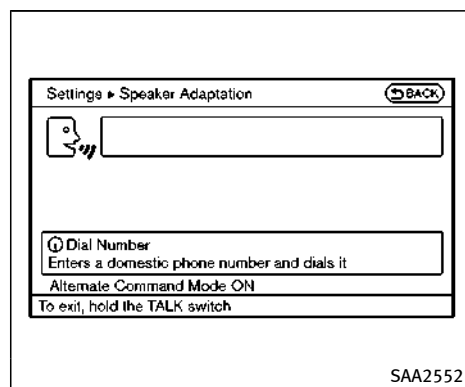 Settings ▸ Speaker Adaptation
BACK
Dial Number
Enters a domestic phone number and dials it
Alternate Command Mode ON
To exit, hold the TALK switch
SAA2552